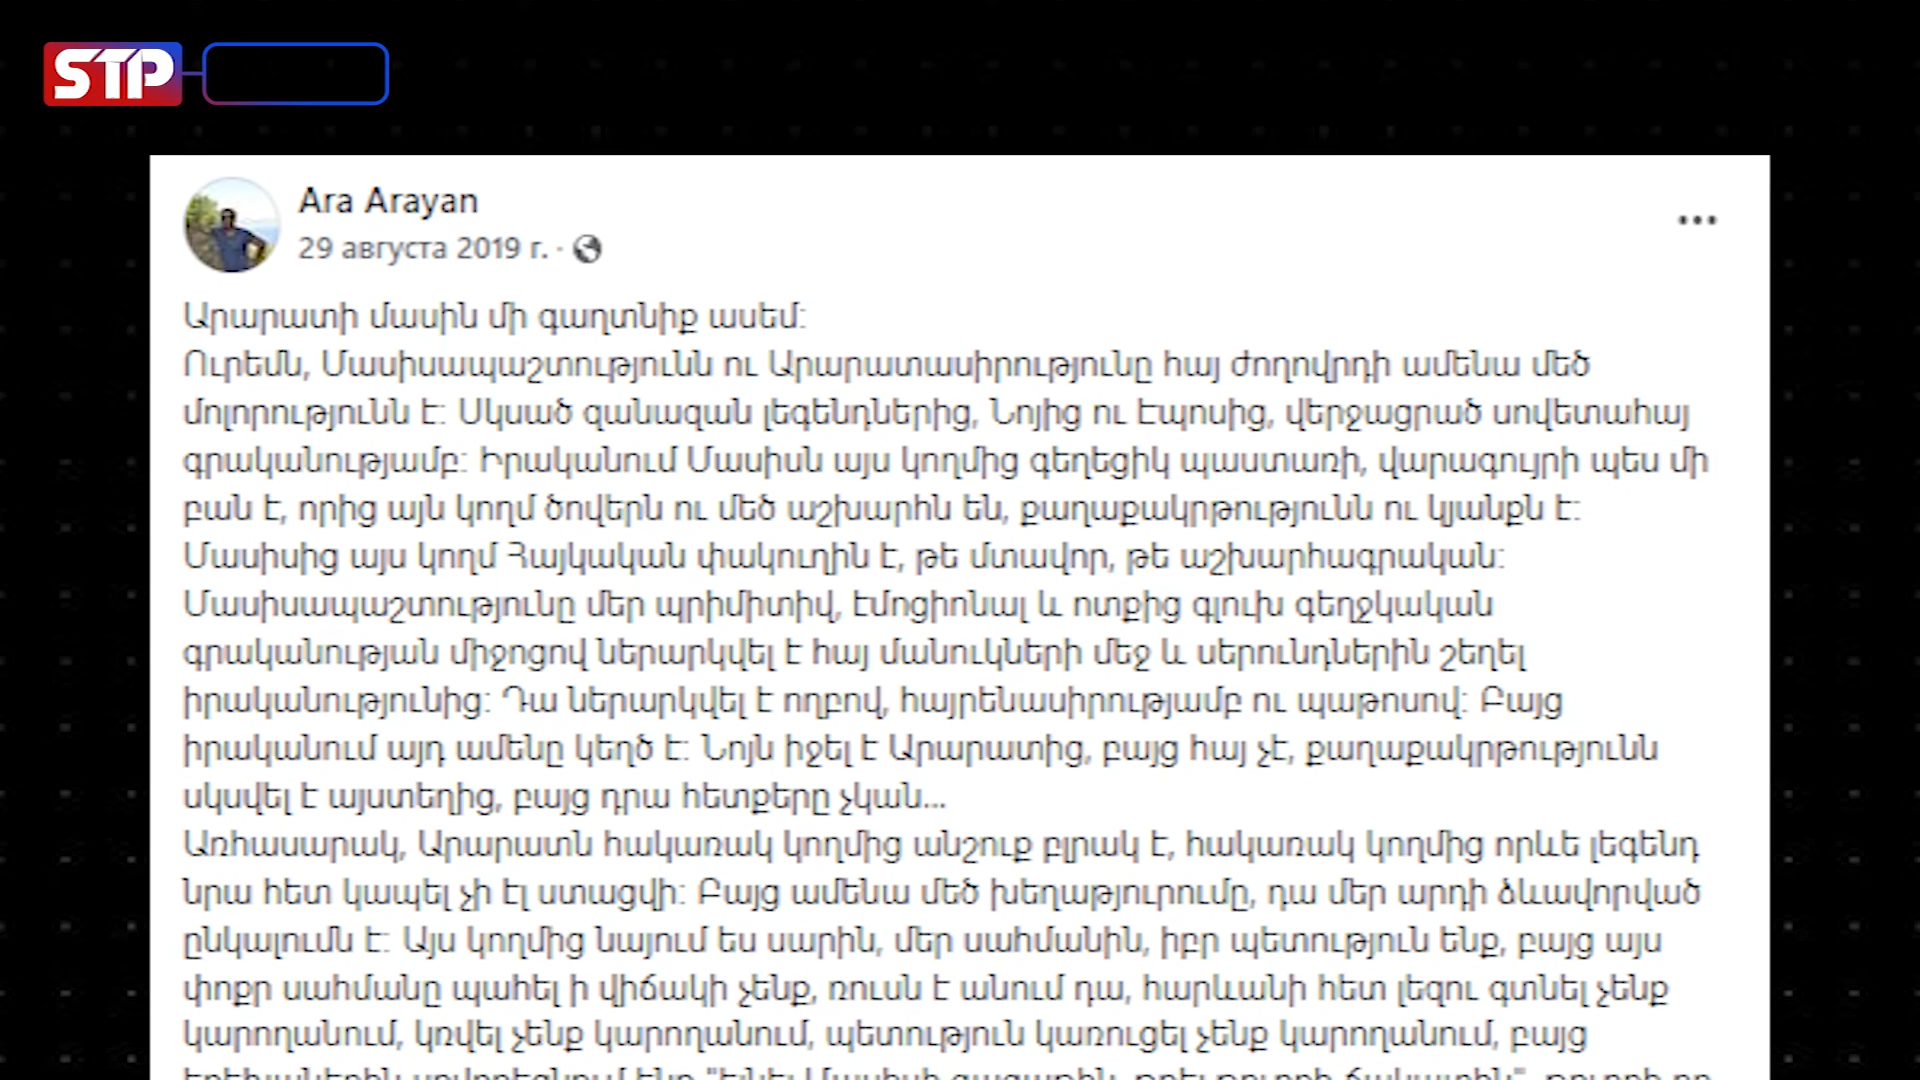 STP
Ara Arayan
29 августа 2019 г. ·
Արարատի մասին մի գաղտնիք ասեմ:
Ուրեմն, Մասիսապաշտությունն ու Արարատասիրությունը հայ ժողովրդի ամենա մեծ
մոլորությունն է: Սկսած զանազան լեգենդներից, Նոյից ու Էպոսից, վերջացրած սովետահայ
գրականությամբ: Իրականում Մասիսն այս կողմից գեղեցիկ պաստառի, վարագույրի պես մի
բան է, որից այն կողմ ծովերն ու մեծ աշխարհն են, քաղաքակրթությունն ու կյանքն է:
Մասիսից այս կողմ Հայկական փակուղին է, թե մտավոր, թե աշխարհագրական:
Մասիսապաշտությունը մեր պրիմիտիվ, էմոցիոնալ և ոտքից գլուխ գեղջկական
գրականության միջոցով ներարկվել է հայ մանուկների մեջ և սերունդներին շեղել
իրականությունից: Դա ներարկվել է ողբով, հայրենասիրությամբ ու պաթոսով: Բայց
իրականում այդ ամենը կեղծ է: Նոյն իջել է Արարատից, բայց հայ չէ, քաղաքակրթությունն
սկսվել է այստեղից, բայց դրա հետքերը չկան...
Առհասարակ, Արարատն հակառակ կողմից անշուք բլրակ է, հակառակ կողմից որևե լեգենդ
նրա հետ կապել չի էլ ստացվի: Բայց ամենա մեծ խեղաթյուրումը, դա մեր արդի ձևավորված
ընկալումն է: Այս կողմից նայում ես սարին, մեր սահմանին, իբր պետություն ենք, բայց այս
փոքր սահմանը պահել ի վիճակի չենք, ռուսն է անում դա, հարևանի հետ լեզու գտնել չենք
կարողանում, կռվել չենք կարողանում, պետություն կառուցել չենք կարողանում, բայց